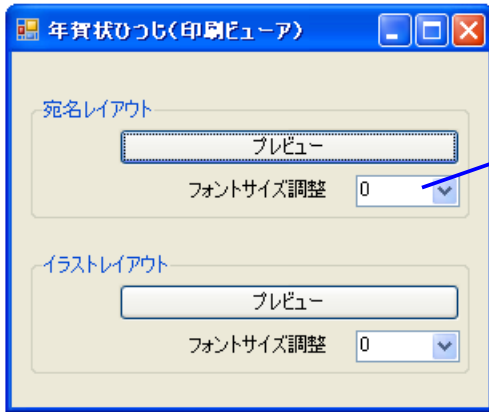 年賀状ひつじ(印刷ビューア)
宛名レイアウト
プレビュー
フォントサイズ調整 0
イラストレイアウト
プレビュー
フォントサイズ調整 0